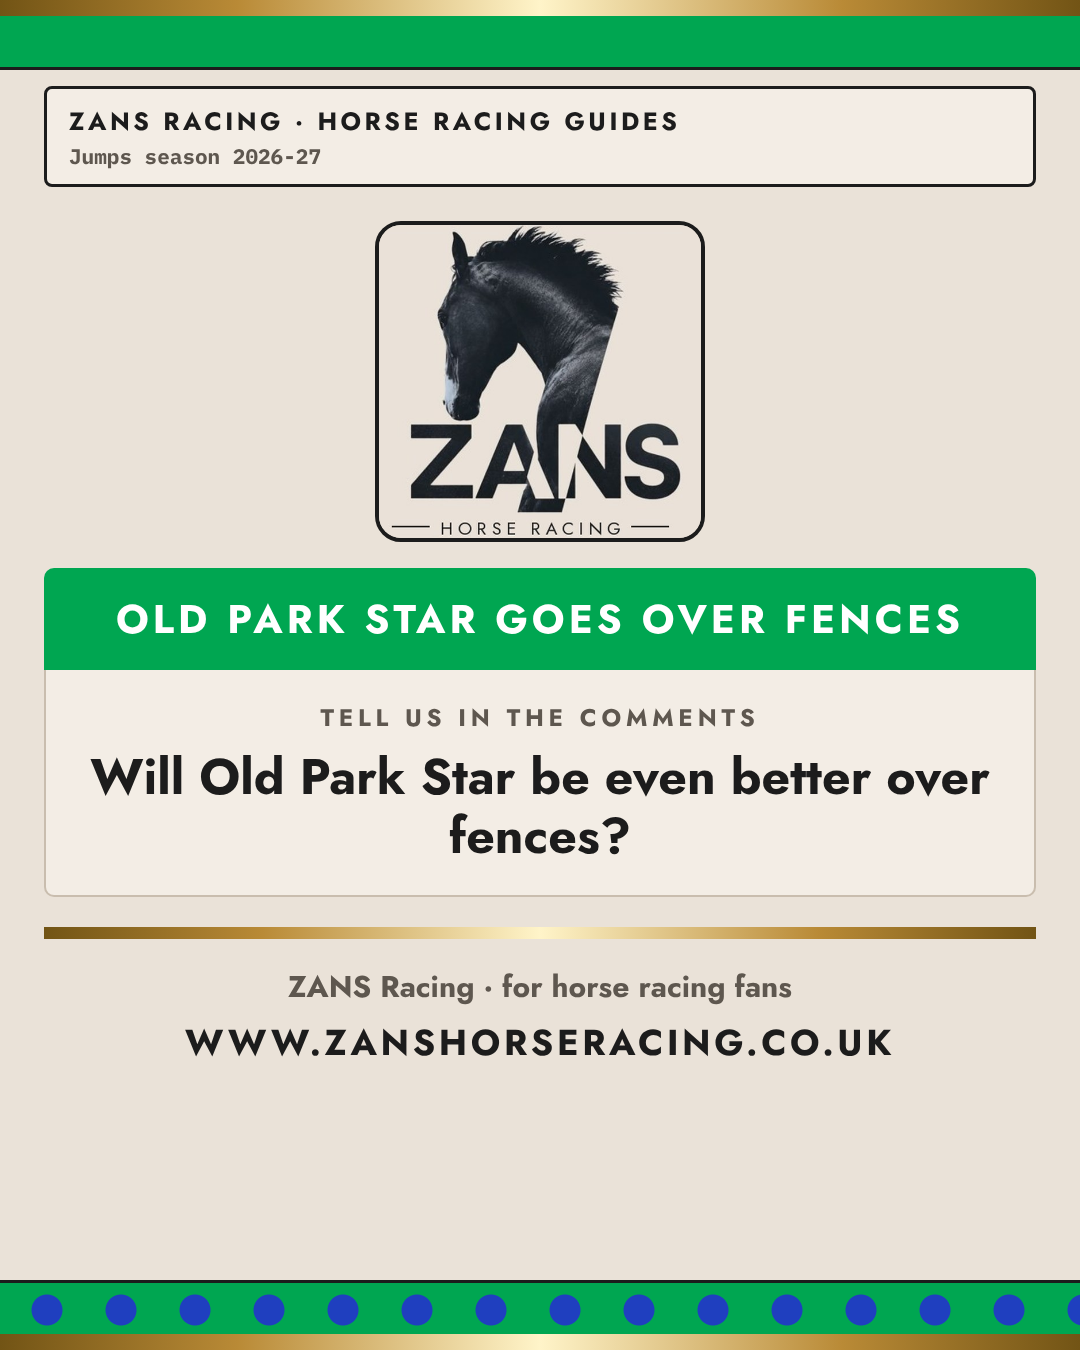 ZANS RACING · HORSE RACING GUIDES
Jumps season 2026-27
ZANS
HORSE RACING
OLD PARK STAR GOES OVER FENCES
TELL US IN THE COMMENTS
Will Old Park Star be even better over
fences?
ZANS Racing · for horse racing fans
WWW.ZANSHORSERACING.CO.UK